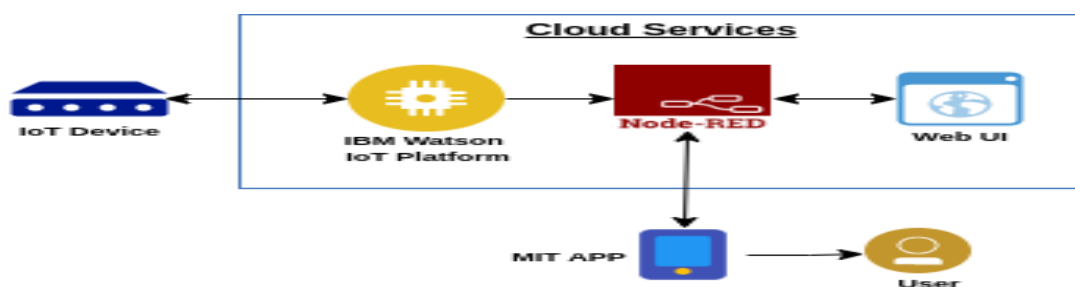 Cloud Services
IoT Device
IBM Watson
IoT Platform
Node-RED
Web UI
MIT APP
User